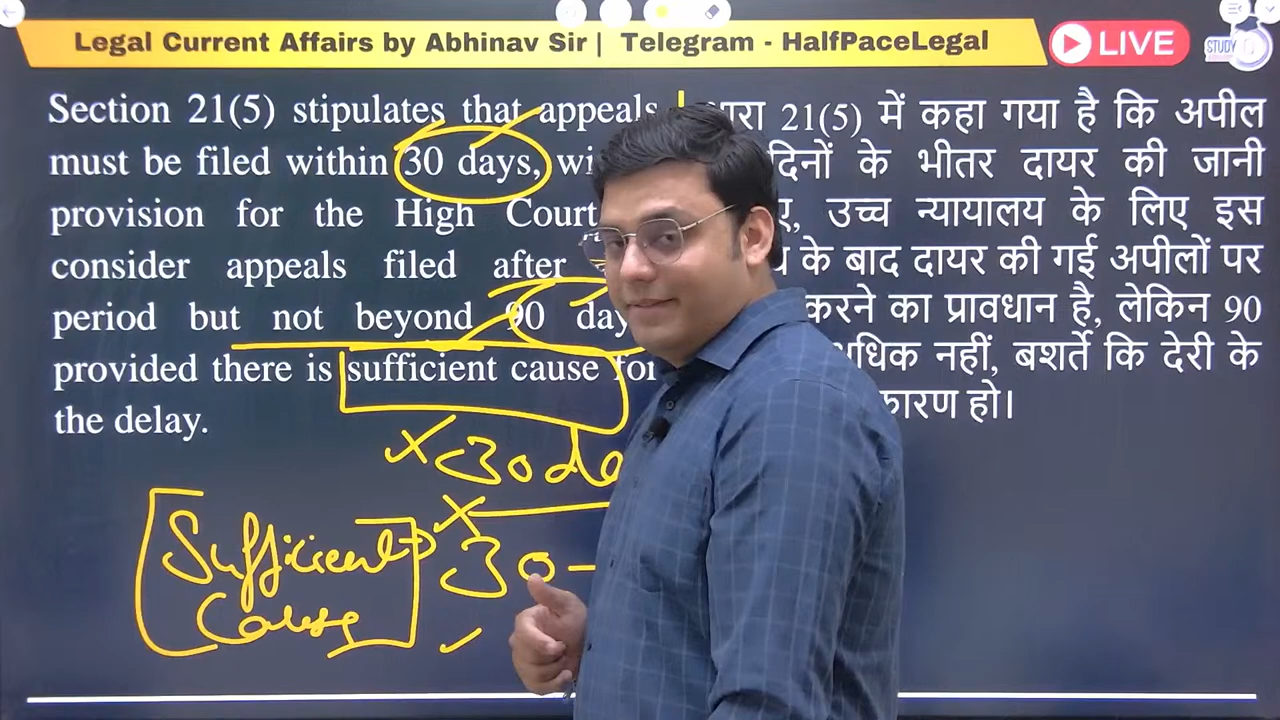 Legal Current Affairs by Abhinav Sir | Telegram - HalfPaceLegal
LIVE
STUDY
Section 21(5) stipulates that appeals
must be filed within 30 days,
provision for the High Court
consider appeals filed after
period but not beyond 90
provided there is sufficient cause for
the delay.
21(5) में कहा गया है कि अपील
दिनों के भीतर दायर की जानी
उच्च न्यायालय के लिए इस
के बाद दायर की गई अपीलों पर
करने का प्रावधान है, लेकिन 90
अधिक नहीं, बशर्ते कि देरी के
कारण हो।
30
Sufficient
Cause
30 -